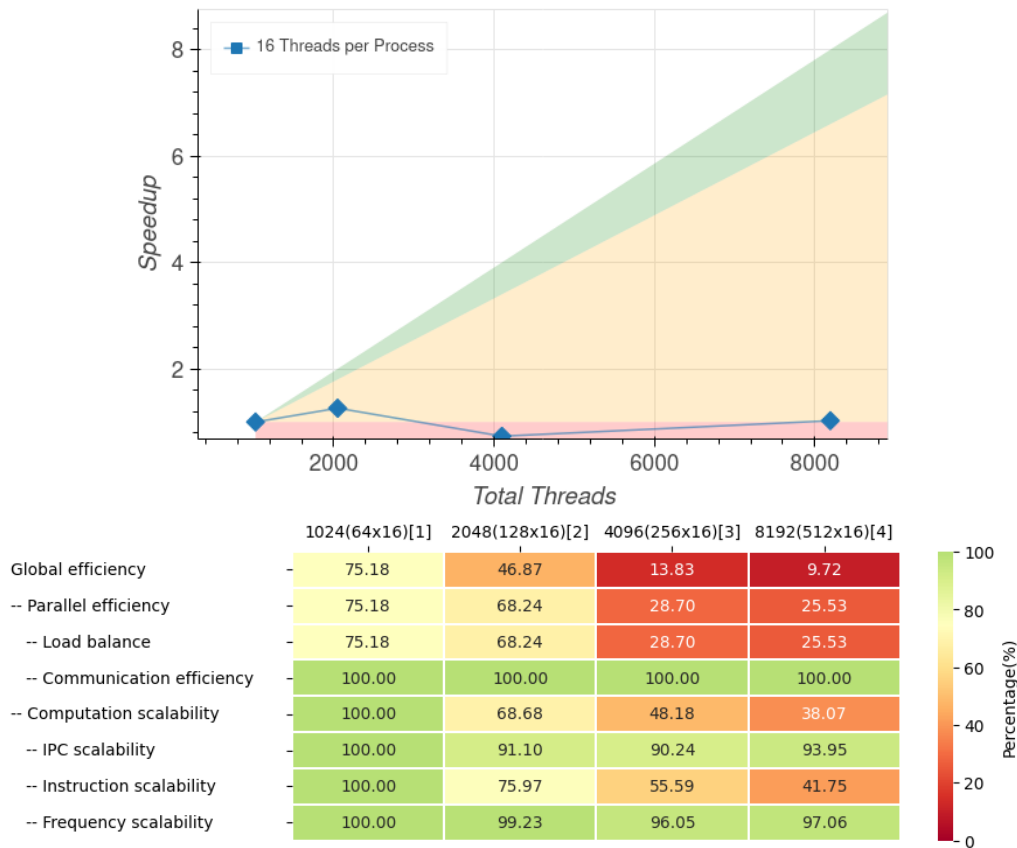 8
6
4
2
Speedup
16 Threads per Process
2000 4000 6000 8000
Total Threads
1024(64x16)[1] 2048(128x16)[2] 4096(256x16)[3] 8192(512x16)[4]
Global efficiency 75.18 46.87 13.83 9.72
-- Parallel efficiency 75.18 68.24 28.70 25.53
-- Load balance 75.18 68.24 28.70 25.53
-- Communication efficiency 100.00 100.00 100.00 100.00
-- Computation scalability 100.00 68.68 48.18 38.07
-- IPC scalability 100.00 91.10 90.24 93.95
-- Instruction scalability 100.00 75.97 55.59 41.75
-- Frequency scalability 100.00 99.23 96.05 97.06
100
80
60
40
20
0
Percentage(%)